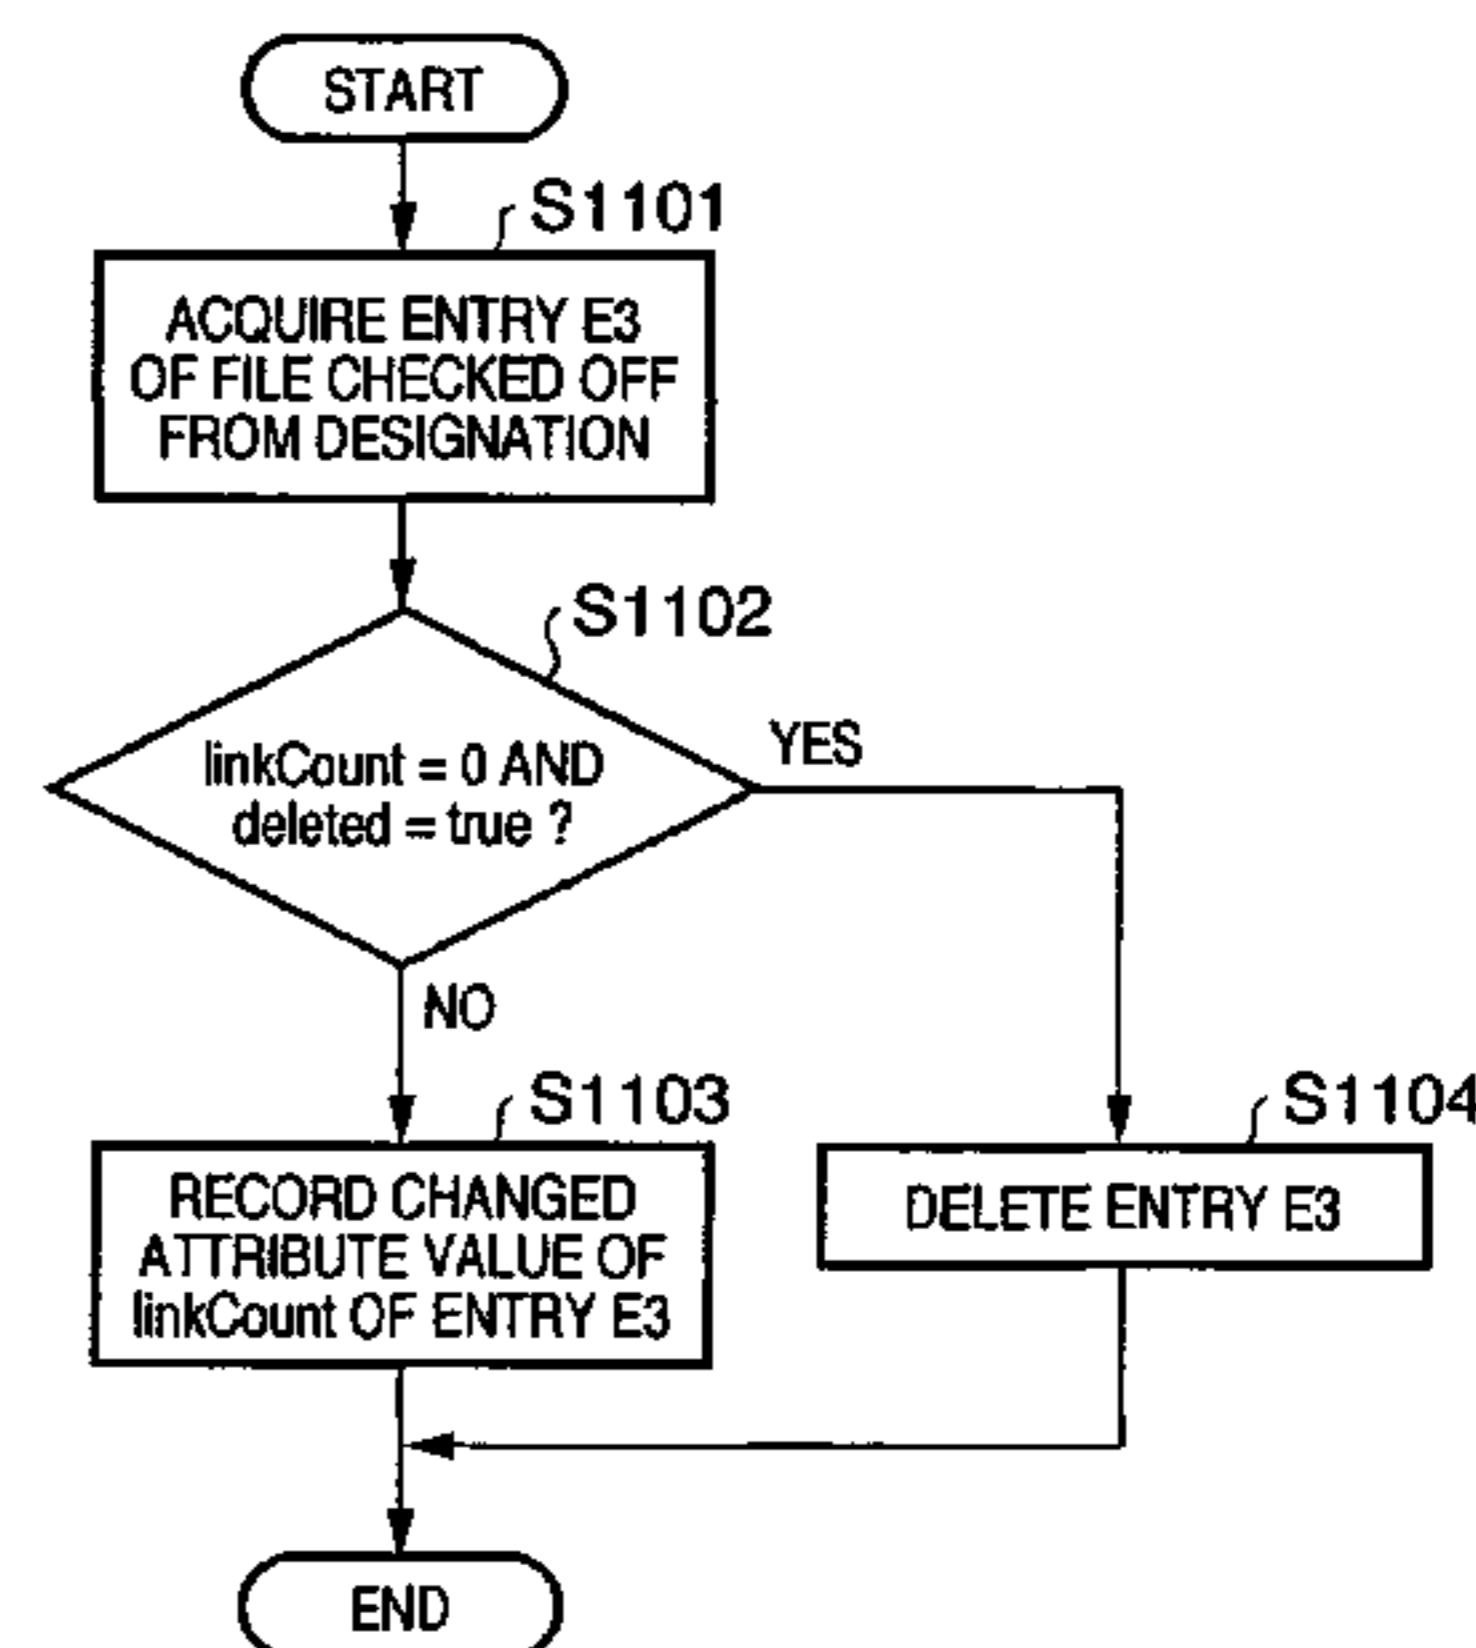 START
S1101
ACQUIRE ENTRY E3
OF FILE CHECKED OFF
FROM DESIGNATION
S1102
linkCount = 0 AND
deleted = true ?
YES
NO
S1103
RECORD CHANGED
ATTRIBUTE VALUE OF
linkCount OF ENTRY E3
S1104
DELETE ENTRY E3
END